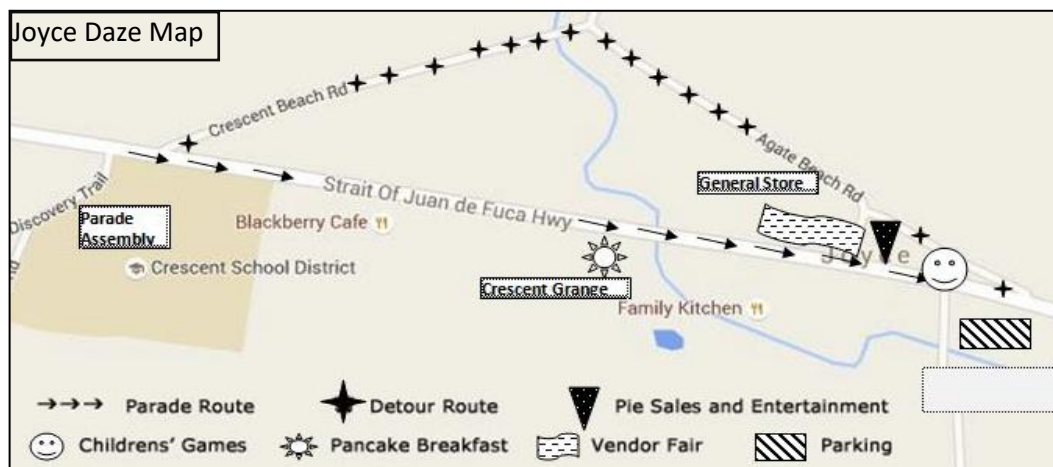 Joyce Daze Map
Crescent Beach Rd
Agate Beach Rd
General Store
Discovery Trail
Strait Of Juan de Fuca Hwy
Parade
Assembly
Blackberry Cafe
Joyce
Crescent School District
Crescent Grange
Family Kitchen
Parade Route
Detour Route
Pie Sales and Entertainment
Childrens' Games
Pancake Breakfast
Vendor Fair
Parking